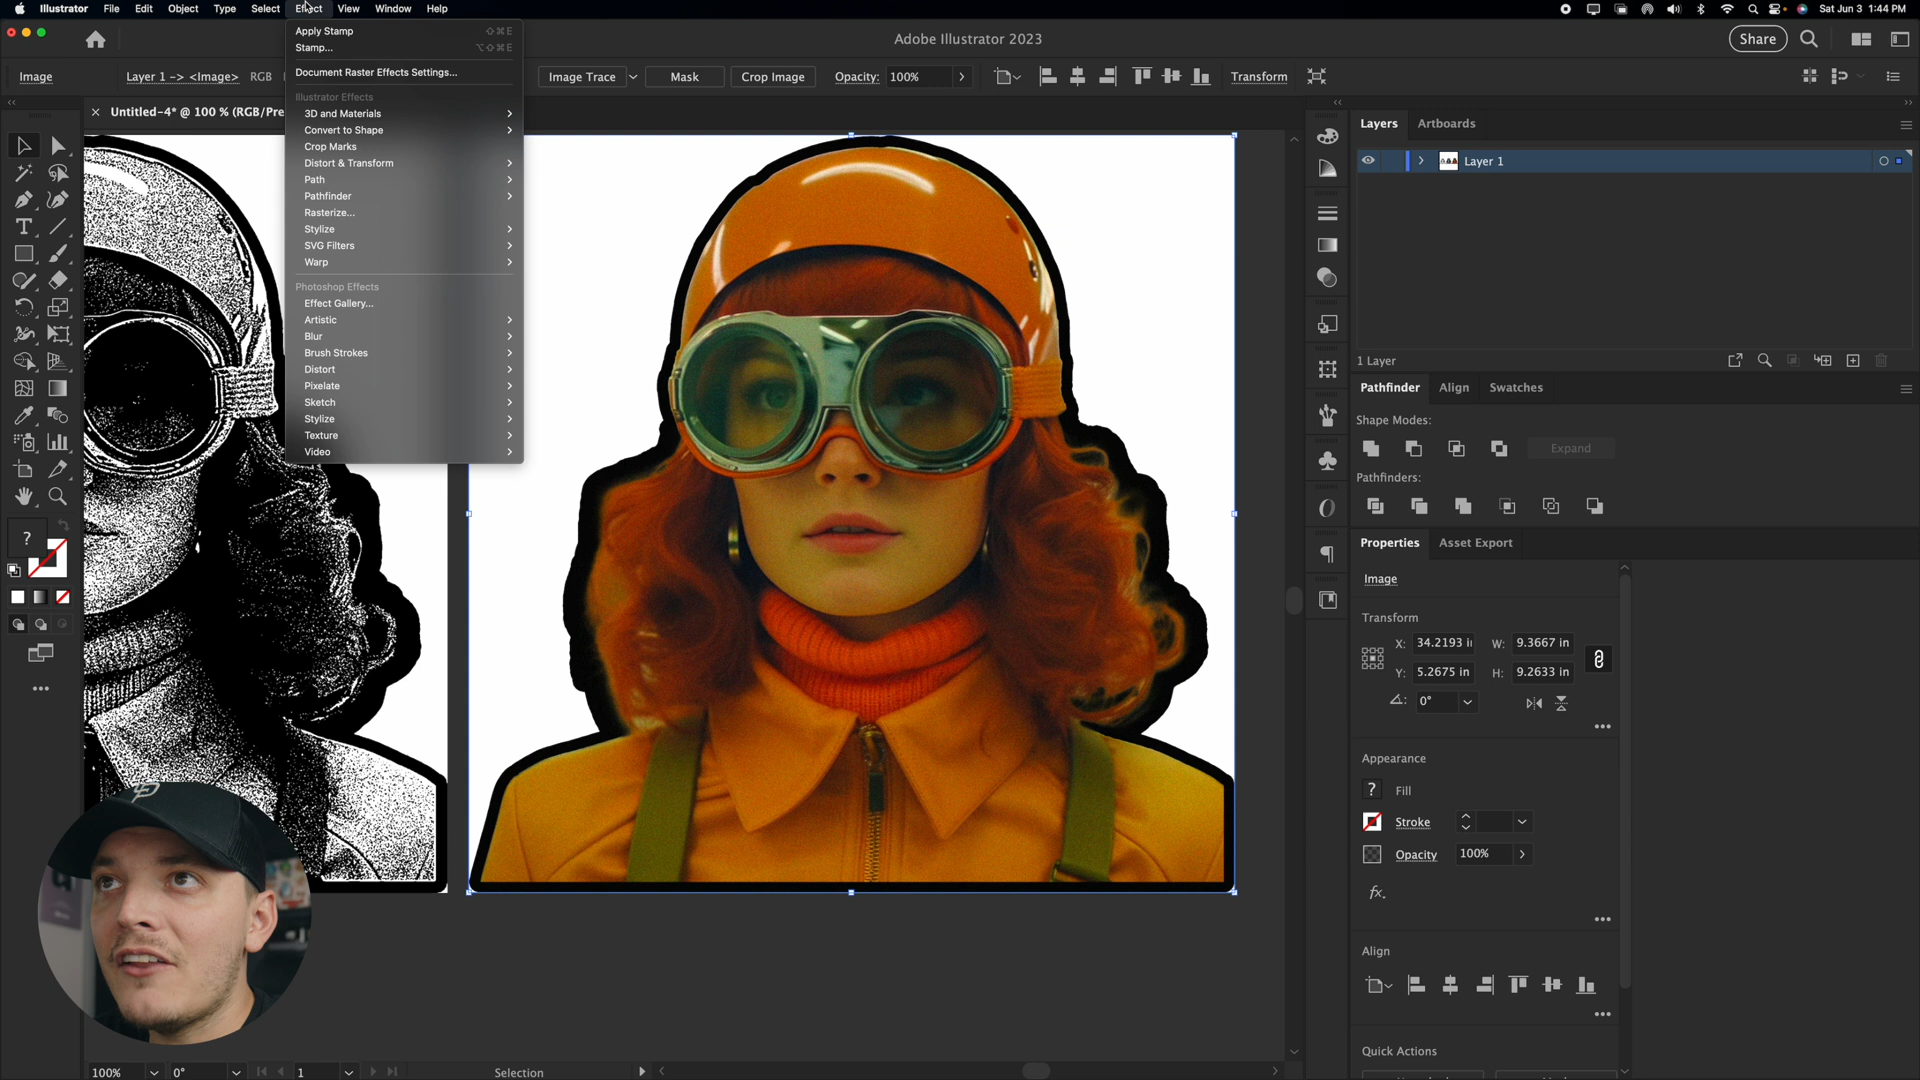 Illustrator File Edit Object Type Select Effect View Window Help
Sat Jun 3 1:44 PM
Adobe Illustrator 2023
Share
Image
Layer 1 -> <Image> RGB
Image Trace
Mask
Crop Image
Opacity: 100%
Transform
Untitled-4* @ 100 % (RGB/Pre
Apply Stamp ⇧⌘E
Stamp... ⌥⇧⌘E
Document Raster Effects Settings...
Illustrator Effects
3D and Materials
Convert to Shape
Crop Marks
Distort & Transform
Path
Pathfinder
Rasterize...
Stylize
SVG Filters
Warp
Photoshop Effects
Effect Gallery...
Artistic
Blur
Brush Strokes
Distort
Pixelate
Sketch
Stylize
Texture
Video
Layers Artboards
Layer 1
1 Layer
Pathfinder Align Swatches
Shape Modes:
Expand
Pathfinders:
Properties Asset Export
Image
Transform
X: 34.2193 i W: 9.3667 in
Y: 5.2675 in H: 9.2633 in
0°
Appearance
? Fill
Stroke
Opacity 100%
fx.
Align
Quick Actions
?
100% 0° 1 Selection